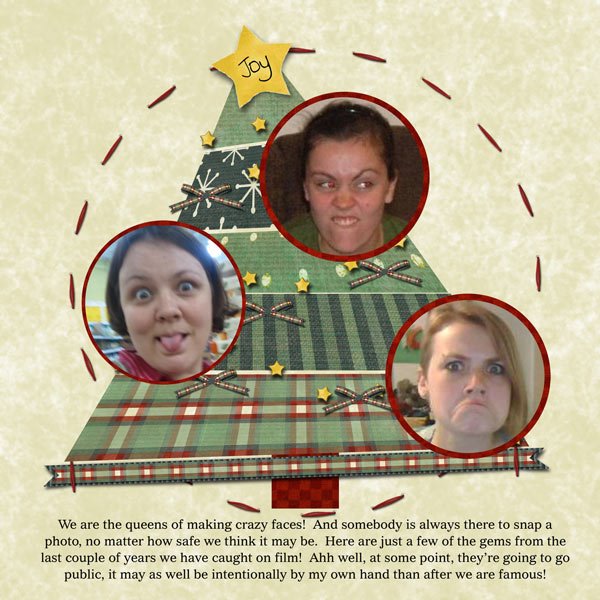 Joy
We are the queens of making crazy faces!  And somebody is always there to snap a
photo, no matter how safe we think it may be.  Here are just a few of the gems from the
last couple of years we have caught on film!  Ahh well, at some point, they're going to go
public, it may as well be intentionally by my own hand than after we are famous!